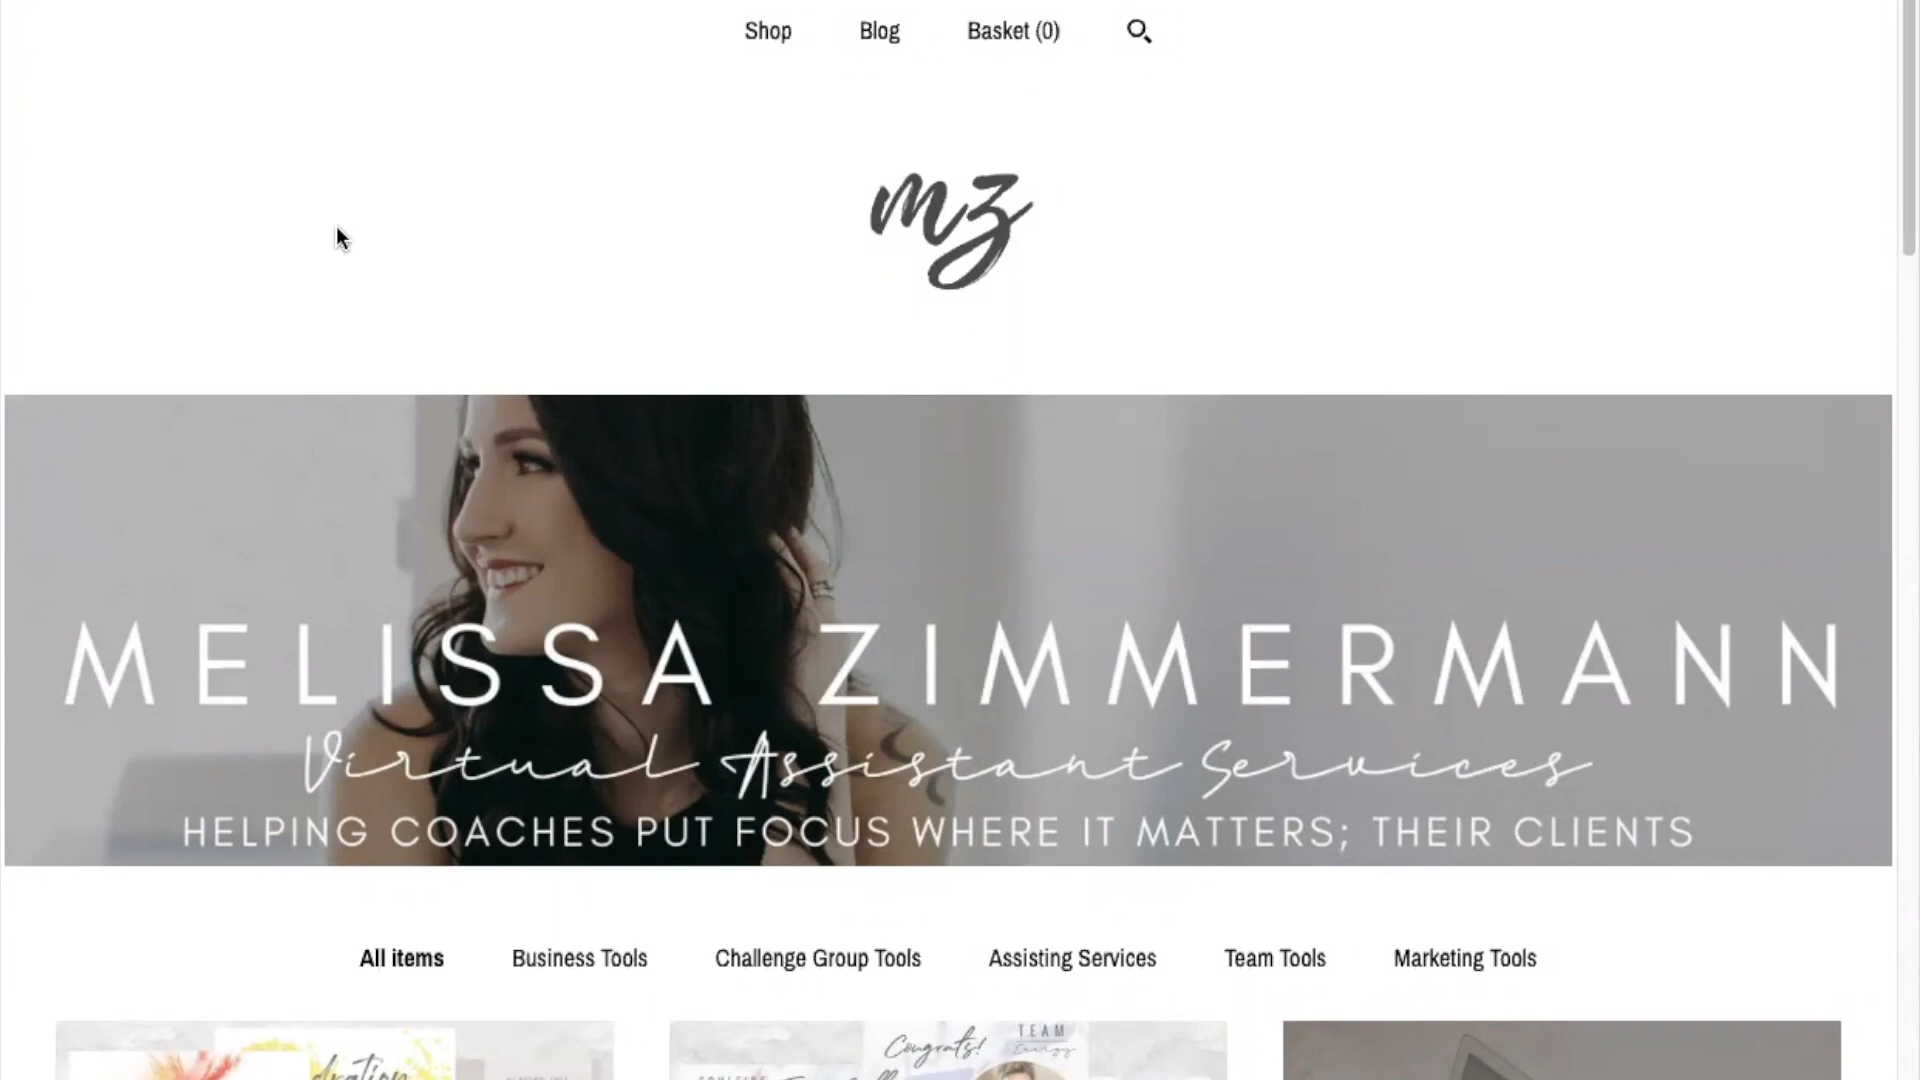 Shop Blog Basket (0)
mz
MELISSA ZIMMERMANN
Virtual Assistant Services
HELPING COACHES PUT FOCUS WHERE IT MATTERS; THEIR CLIENTS
All items Business Tools Challenge Group Tools Assisting Services Team Tools Marketing Tools
Congrats!
TEAM
Energy